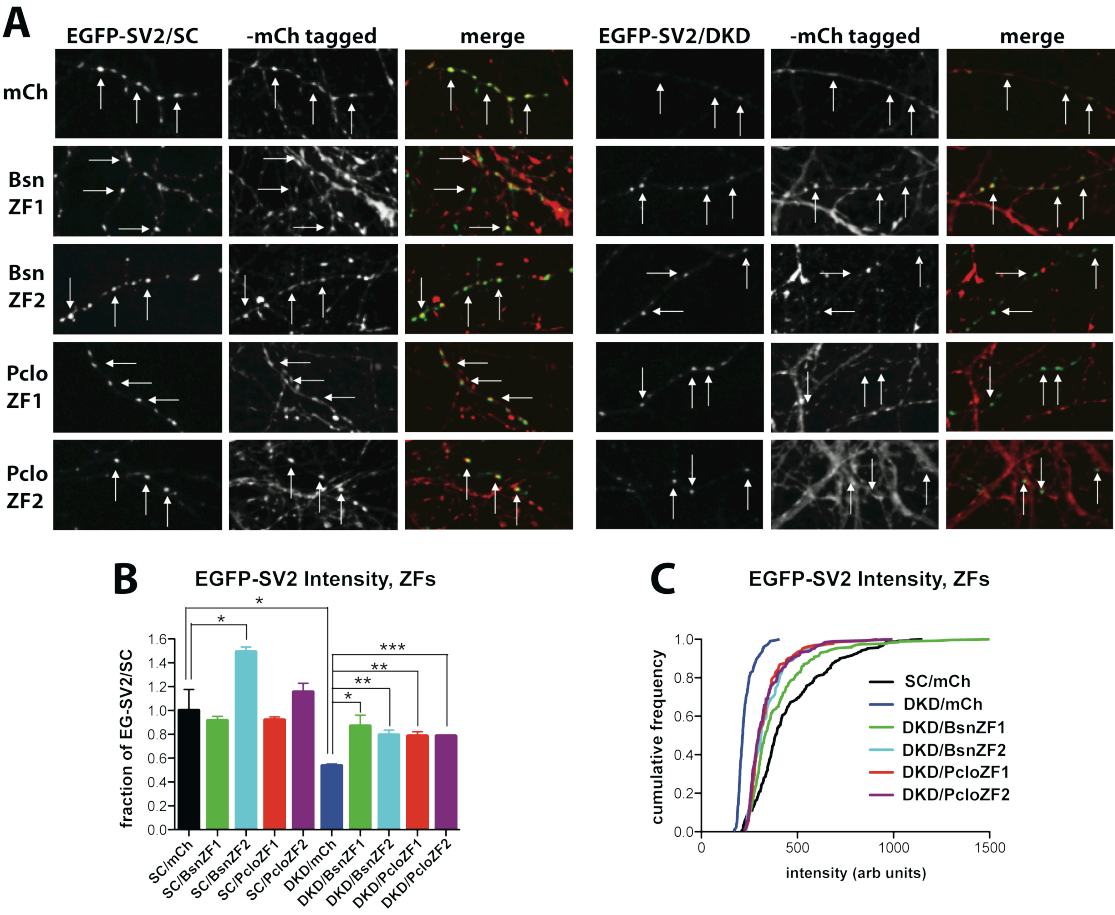 A
EGFP-SV2/SC -mCh tagged merge EGFP-SV2/DKD -mCh tagged merge
mCh
Bsn
ZF1
Bsn
ZF2
Pclo
ZF1
Pclo
ZF2
B
EGFP-SV2 Intensity, ZFs
* * *** ** ** *
fraction of EG-SV2/SC
1.6
1.4
1.2
1.0
0.8
0.6
0.4
0.2
0.0
SC/mCh
SC/BsnZF1
SC/BsnZF2
SC/PcloZF1
SC/PcloZF2
DKD/mCh
DKD/BsnZF1
DKD/BsnZF2
DKD/PcloZF1
DKD/PcloZF2
C
EGFP-SV2 Intensity, ZFs
cumulative frequency
1.0
0.8
0.6
0.4
0.2
0.0
SC/mCh
DKD/mCh
DKD/BsnZF1
DKD/BsnZF2
DKD/PcloZF1
DKD/PcloZF2
0 500 1000 1500
intensity (arb units)